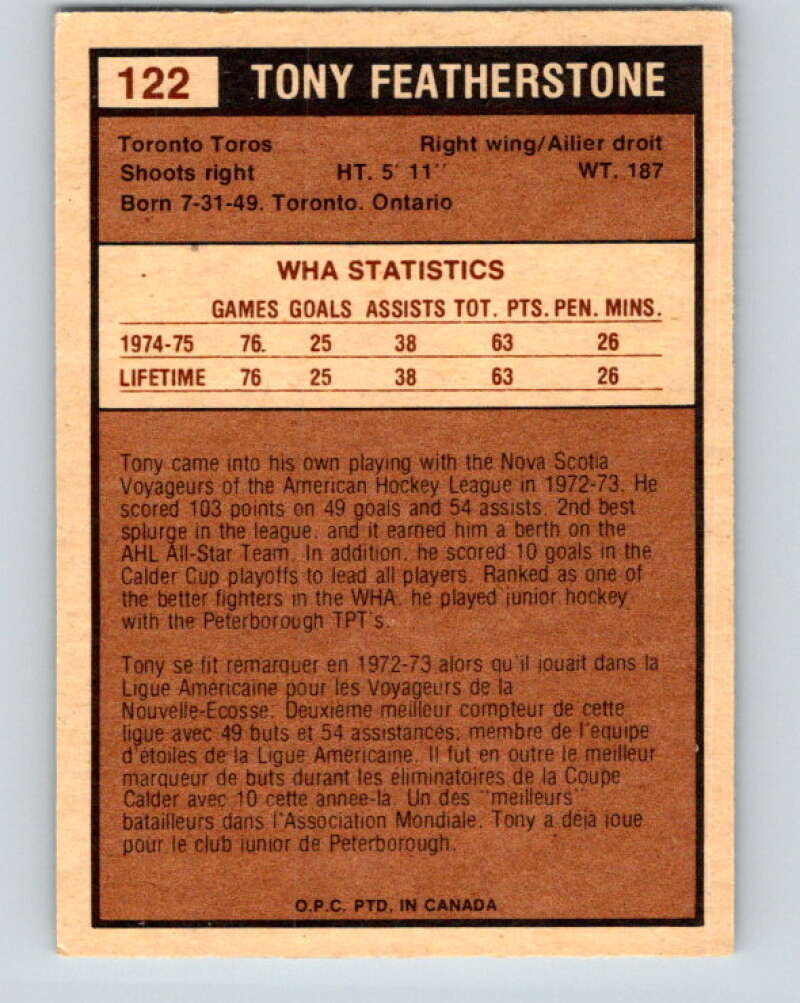 122 TONY FEATHERSTONE
Toronto Toros Right wing/Ailier droit
Shoots right HT. 5' 11'' WT. 187
Born 7-31-49. Toronto. Ontario
WHA STATISTICS
GAMES GOALS ASSISTS TOT. PTS. PEN. MINS.
1974-75 76. 25 38 63 26
LIFETIME 76 25 38 63 26
Tony came into his own playing with the Nova Scotia
Voyageurs of the American Hockey League in 1972-73. He
scored 103 points on 49 goals and 54 assists. 2nd best
splurge in the league. and it earned him a berth on the
AHL All-Star Team. In addition. he scored 10 goals in the
Calder Cup playoffs to lead all players. Ranked as one of
the better fighters in the WHA. he played junior hockey
with the Peterborough TPT's.
Tony se fit remarquer en 1972-73 alors qu'il jouait dans la
Ligue Américaine pour les Voyageurs de la
Nouvelle-Ecosse. Deuxième meilleur compteur de cette
ligue avec 49 buts et 54 assistances. membre de l'équipe
d'étoiles de la Ligue Américaine. Il fut en outre le meilleur
marqueur de buts durant les éliminatoires de la Coupe
Calder avec 10 cette année-la. Un des "meilleurs"
batailleurs dans l'Association Mondiale. Tony a déja joue
pour le club junior de Peterborough.
O.P.C. PTD. IN CANADA